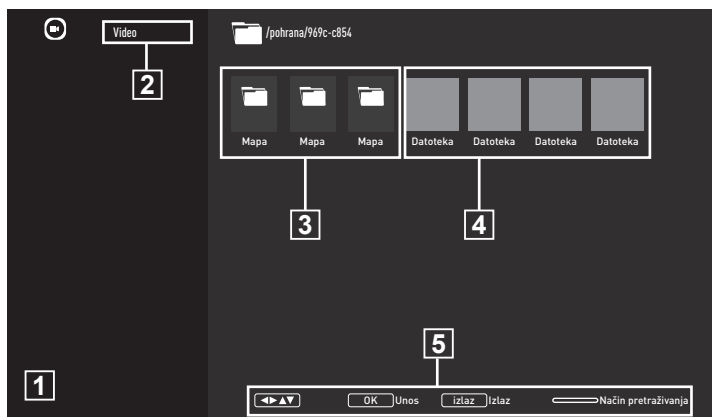 Video
/pohrana/969c-c854
2
Mapa Mapa Mapa Datoteka Datoteka Datoteka Datoteka
3 4
5
1
OK Unos izlaz Izlaz Način pretraživanja